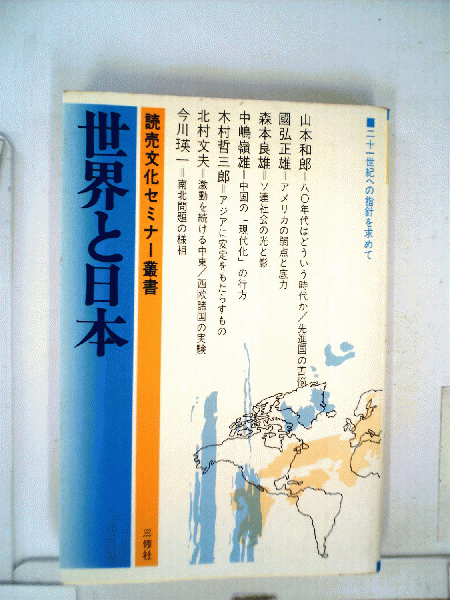 ■二十一世紀への指針を求めて
山本和郎＝八〇年代はどういう時代か／先進国の苦悩
國弘正雄＝アメリカの弱点と底力
森本良雄＝ソ連社会の光と影
中嶋嶺雄＝中国の「現代化」の行方
木村哲三郎＝アジアに安定をもたらすもの
北村文夫＝激動を続ける中東／西欧諸国の実験
今川瑛一＝南北問題の様相
読売文化セミナー叢書
世界と日本
三修社